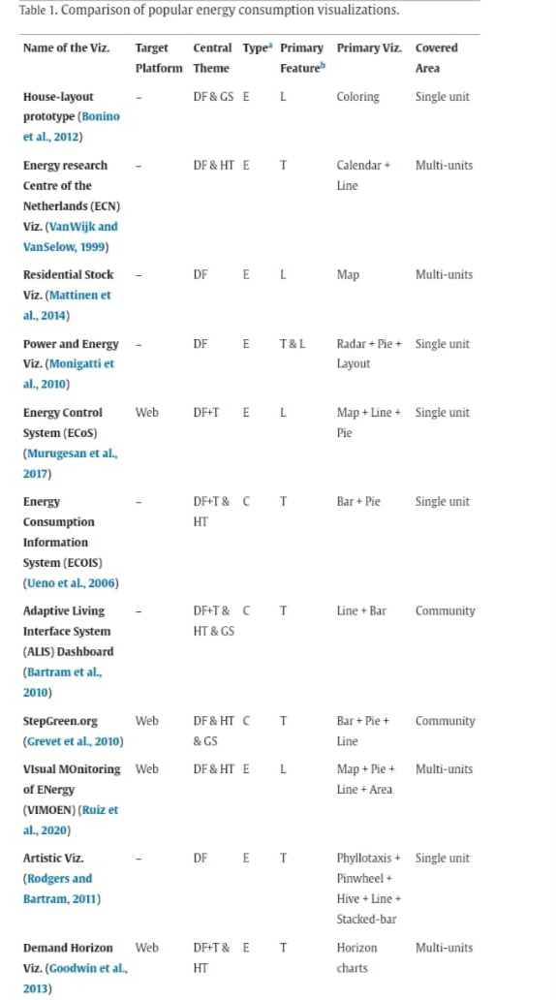 Table 1. Comparison of popular energy consumption visualizations.
Name of the Viz. Target Central Typeᵃ Primary Primary Viz. Covered
Platform Theme Featureᵇ Area
House-layout – DF & GS E L Coloring Single unit
prototype (Bonino
et al., 2012)
Energy research – DF & HT E T Calendar + Multi-units
Centre of the Line
Netherlands (ECN)
Viz. (VanWijk and
VanSelow, 1999)
Residential Stock – DF E L Map Multi-units
Viz. (Mattinen et
al., 2014)
Power and Energy – DF E T & L Radar + Pie + Single unit
Viz. (Monigatti et Layout
al., 2010)
Energy Control Web DF+T E L Map + Line + Single unit
System (ECoS) Pie
(Murugesan et al.,
2017)
Energy – DF+T & C T Bar + Pie Single unit
Consumption HT
Information
System (ECOIS)
(Ueno et al., 2006)
Adaptive Living – DF+T & C T Line + Bar Community
Interface System HT & GS
(ALIS) Dashboard
(Bartram et al.,
2010)
StepGreen.org Web DF & HT C T Bar + Pie + Community
(Grevet et al., 2010) & GS Line
VIsual MOnitoring Web DF & HT E L Map + Pie + Multi-units
of ENergy Line + Area
(VIMOEN) (Ruiz et
al., 2020)
Artistic Viz. – DF E T Phyllotaxis + Single unit
(Rodgers and Pinwheel +
Bartram, 2011) Hive + Line +
Stacked-bar
Demand Horizon Web DF+T & E T Horizon Multi-units
Viz. (Goodwin et al., HT charts
2013)